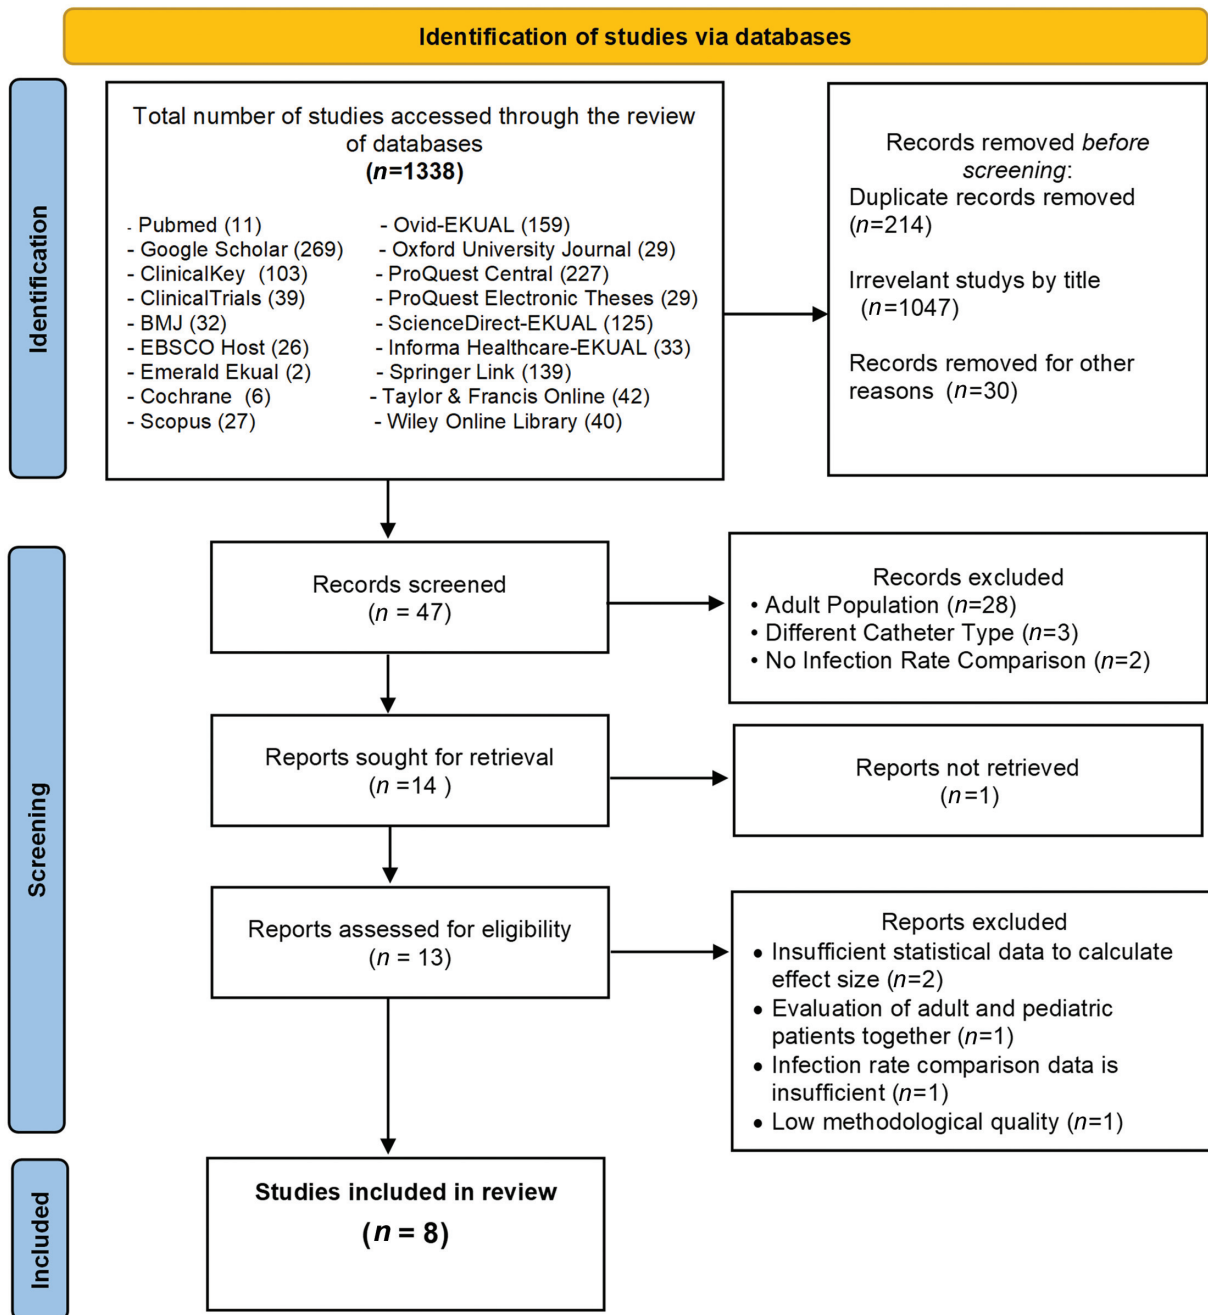 Identification of studies via databases
Identification
Total number of studies accessed through the review
of databases
(n=1338)
- Pubmed (11)
- Google Scholar (269)
- ClinicalKey (103)
- ClinicalTrials (39)
- BMJ (32)
- EBSCO Host (26)
- Emerald Ekual (2)
- Cochrane (6)
- Scopus (27)
- Ovid-EKUAL (159)
- Oxford University Journal (29)
- ProQuest Central (227)
- ProQuest Electronic Theses (29)
- ScienceDirect-EKUAL (125)
- Informa Healthcare-EKUAL (33)
- Springer Link (139)
- Taylor & Francis Online (42)
- Wiley Online Library (40)
Records removed before
screening:
Duplicate records removed
(n=214)
Irrevelant studys by title
(n=1047)
Records removed for other
reasons (n=30)
Screening
Records screened
(n = 47)
Records excluded
• Adult Population (n=28)
• Different Catheter Type (n=3)
• No Infection Rate Comparison (n=2)
Reports sought for retrieval
(n =14 )
Reports not retrieved
(n=1)
Reports assessed for eligibility
(n = 13)
Reports excluded
• Insufficient statistical data to calculate
effect size (n=2)
• Evaluation of adult and pediatric
patients together (n=1)
• Infection rate comparison data is
insufficient (n=1)
• Low methodological quality (n=1)
Included
Studies included in review
(n = 8)